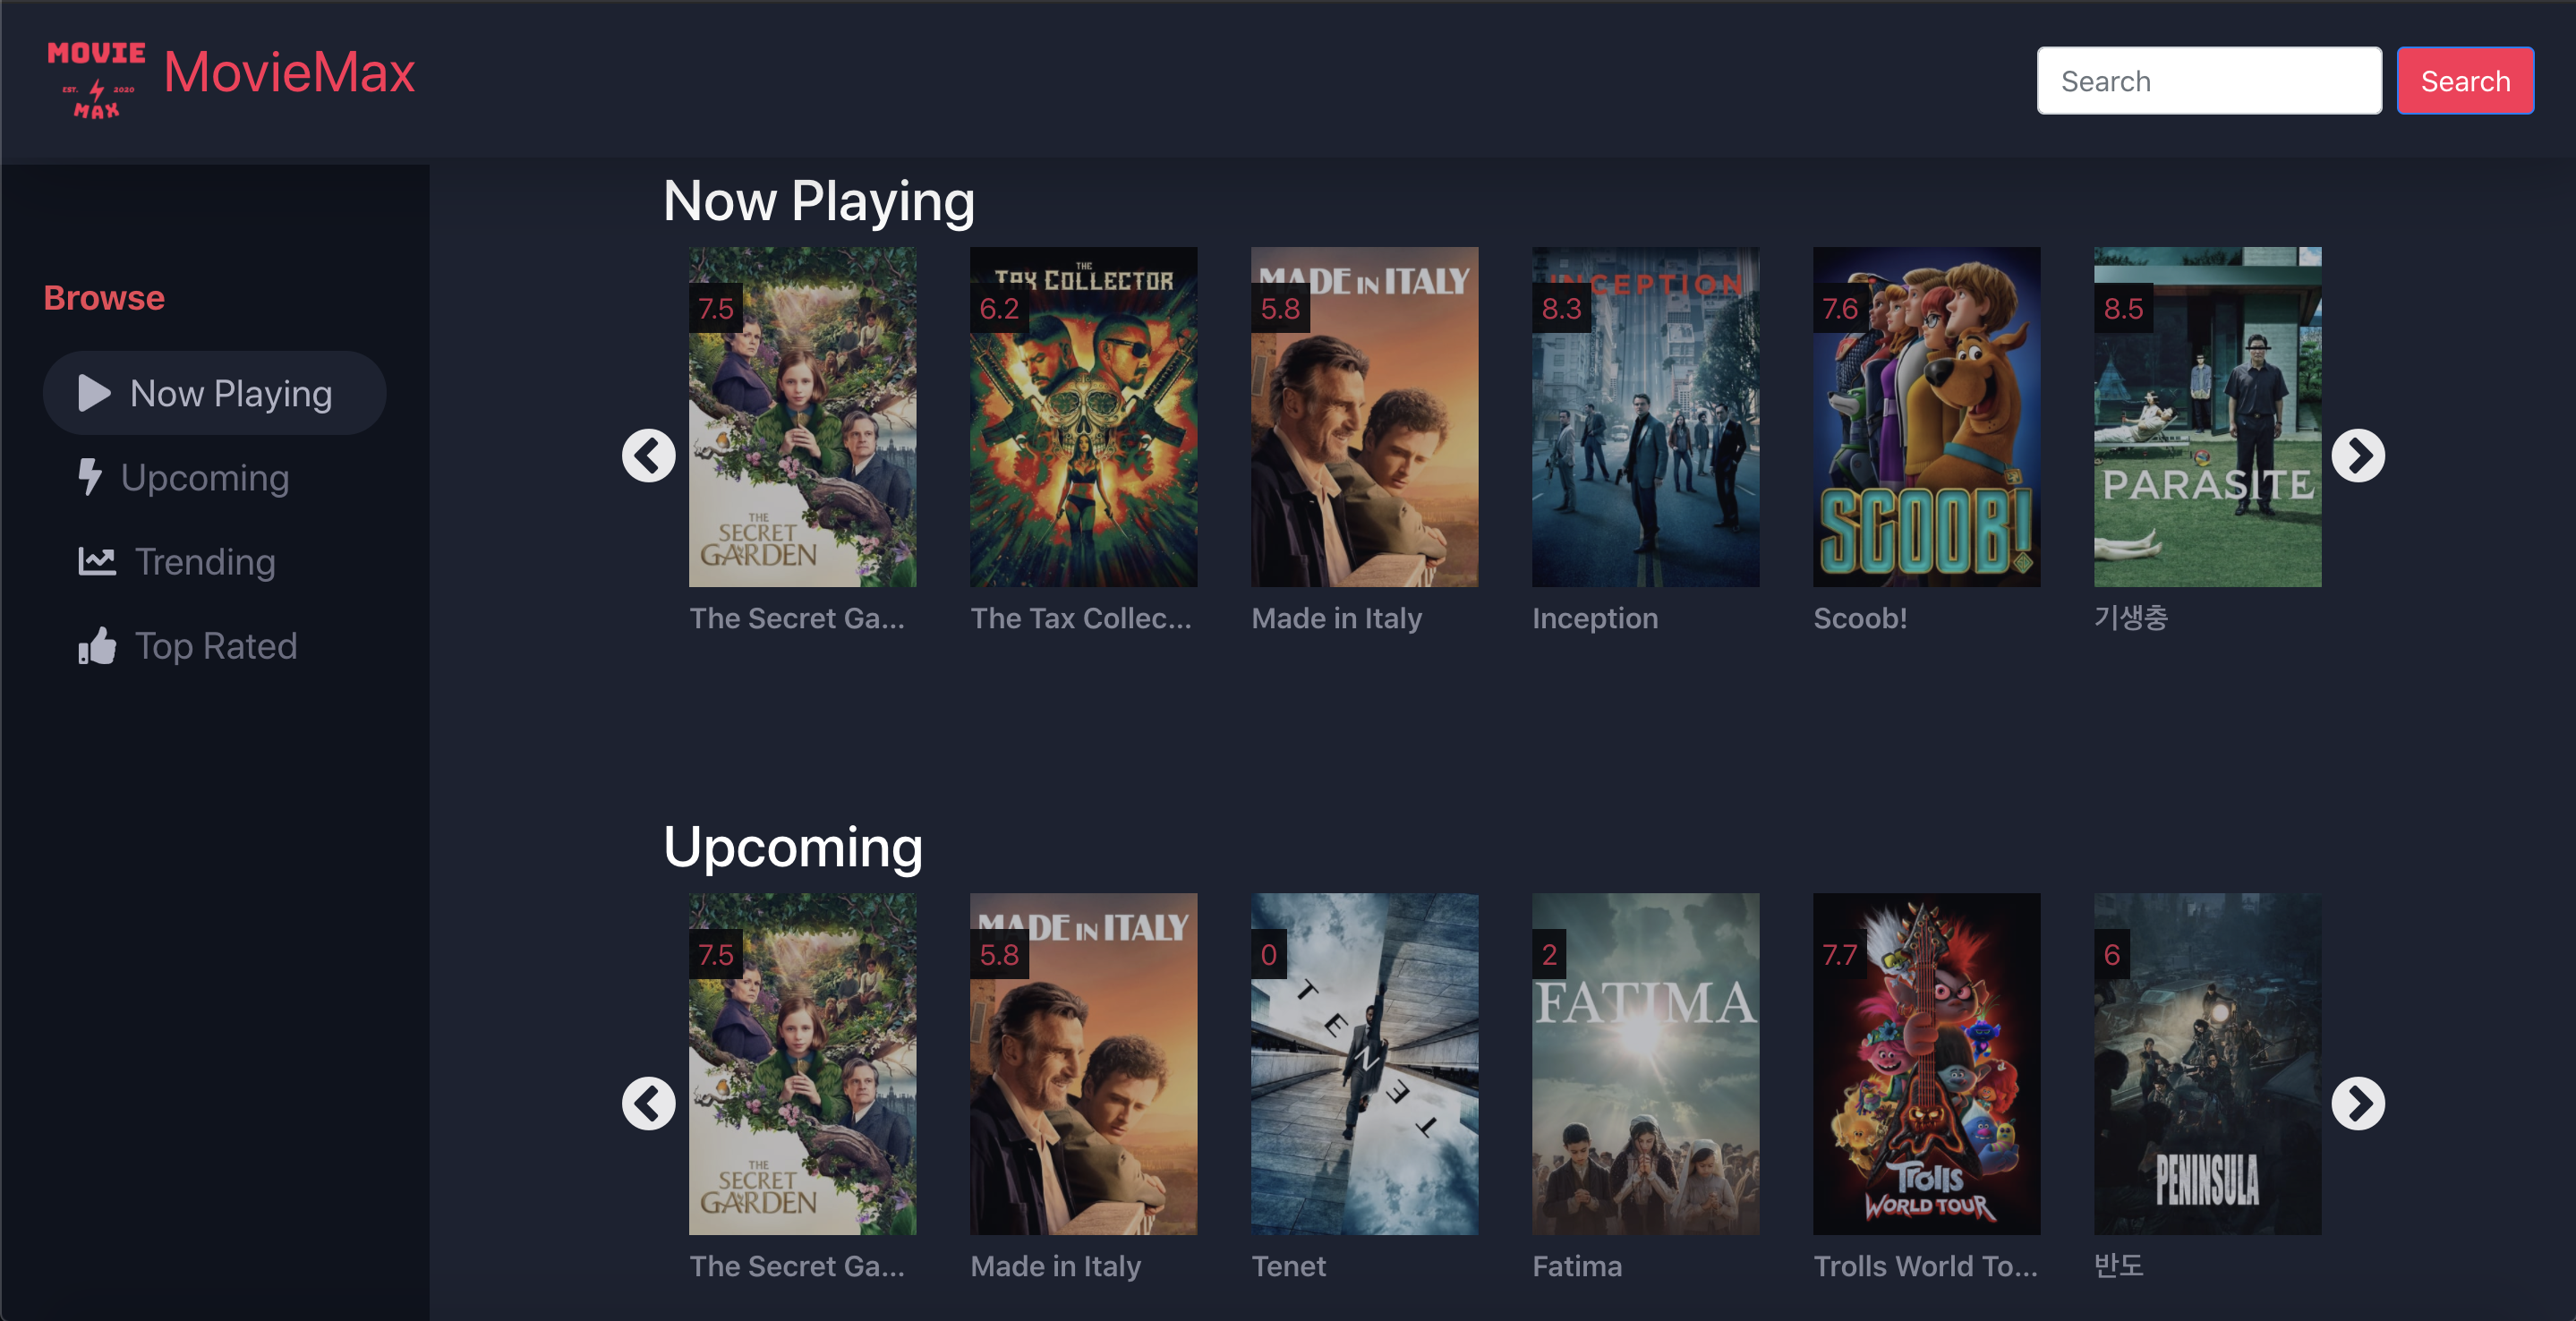 MOVIE
EST. 2020
MAX
MovieMax
Search
Search
Browse
Now Playing
Upcoming
Trending
Top Rated
Now Playing
7.5
THE
SECRET
GARDEN
The Secret Ga...
THE
TAX COLLECTOR
6.2
The Tax Collec...
MADE IN ITALY
5.8
Made in Italy
INCEPTION
8.3
Inception
7.6
SCOOB!
Scoob!
8.5
PARASITE
기생충
Upcoming
7.5
THE
SECRET
GARDEN
The Secret Ga...
MADE IN ITALY
5.8
Made in Italy
0
TENET
Tenet
2
FATIMA
Fatima
7.7
Trolls
WORLD TOUR
Trolls World To...
6
PENINSULA
반도